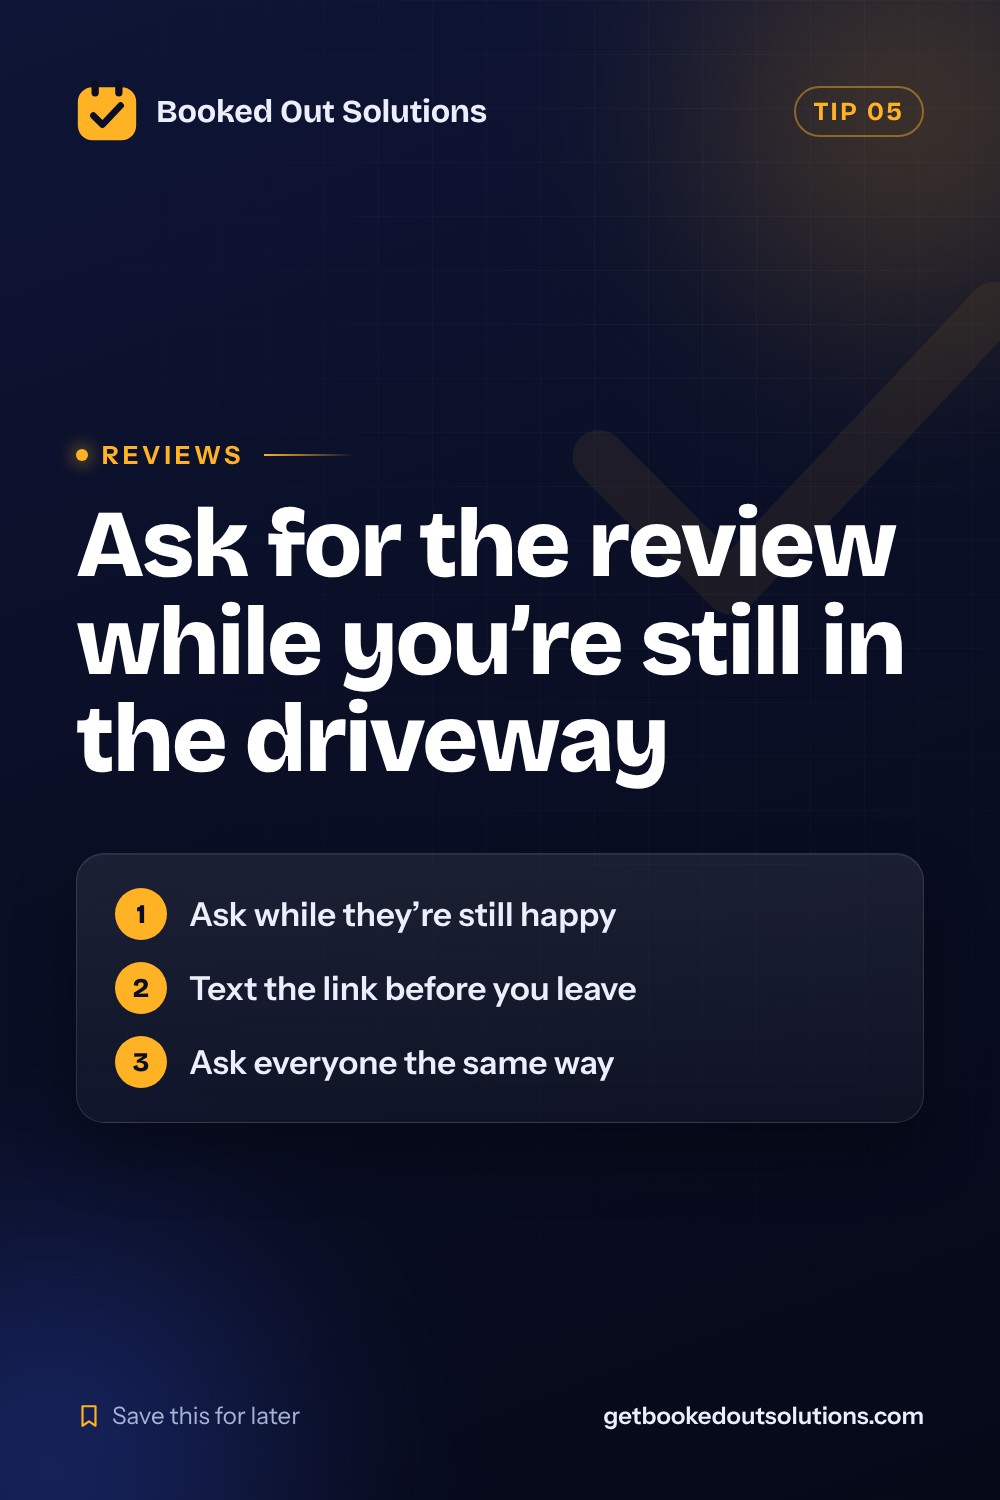 Booked Out Solutions
TIP 05
REVIEWS
Ask for the review
while you’re still in
the driveway
1 Ask while they’re still happy
2 Text the link before you leave
3 Ask everyone the same way
Save this for later
getbookedoutsolutions.com